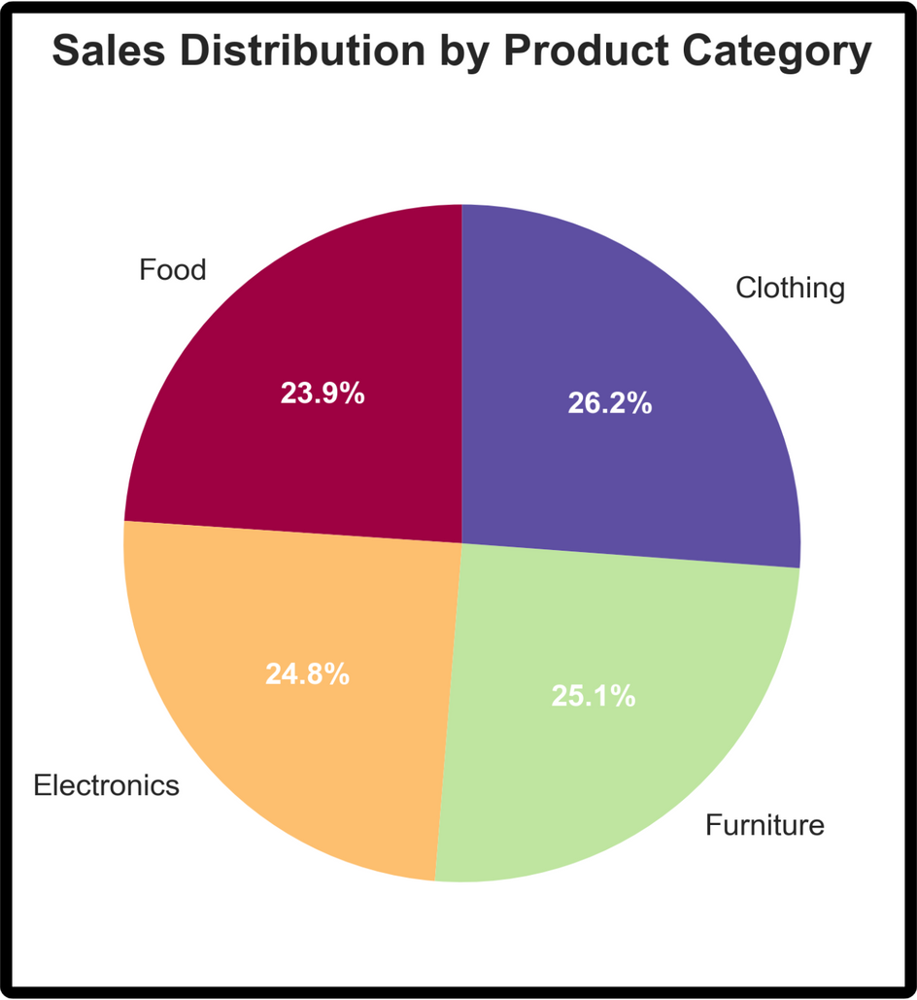 Sales Distribution by Product Category
Food
Clothing
23.9%
26.2%
24.8%
25.1%
Electronics
Furniture